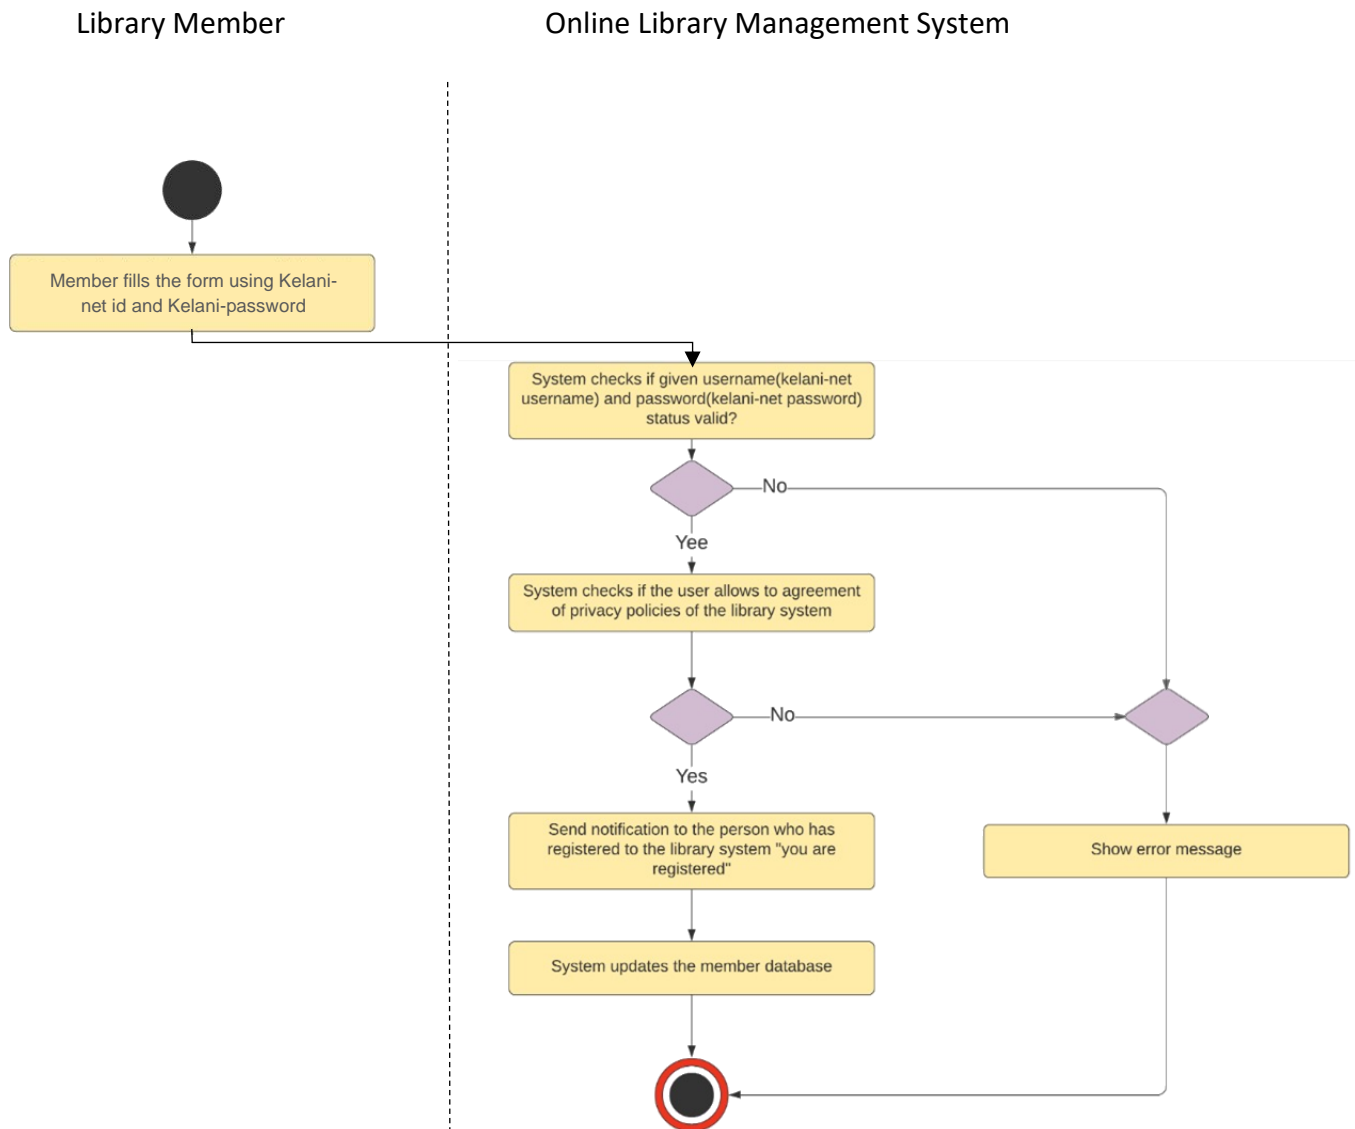 Library Member
Online Library Management System
Member fills the form using Kelani-
net id and Kelani-password
System checks if given username(kelani-net
username) and password(kelani-net password)
status valid?
No
Yee
System checks if the user allows to agreement
of privacy policies of the library system
No
Yes
Send notification to the person who has
registered to the library system "you are
registered"
Show error message
System updates the member database